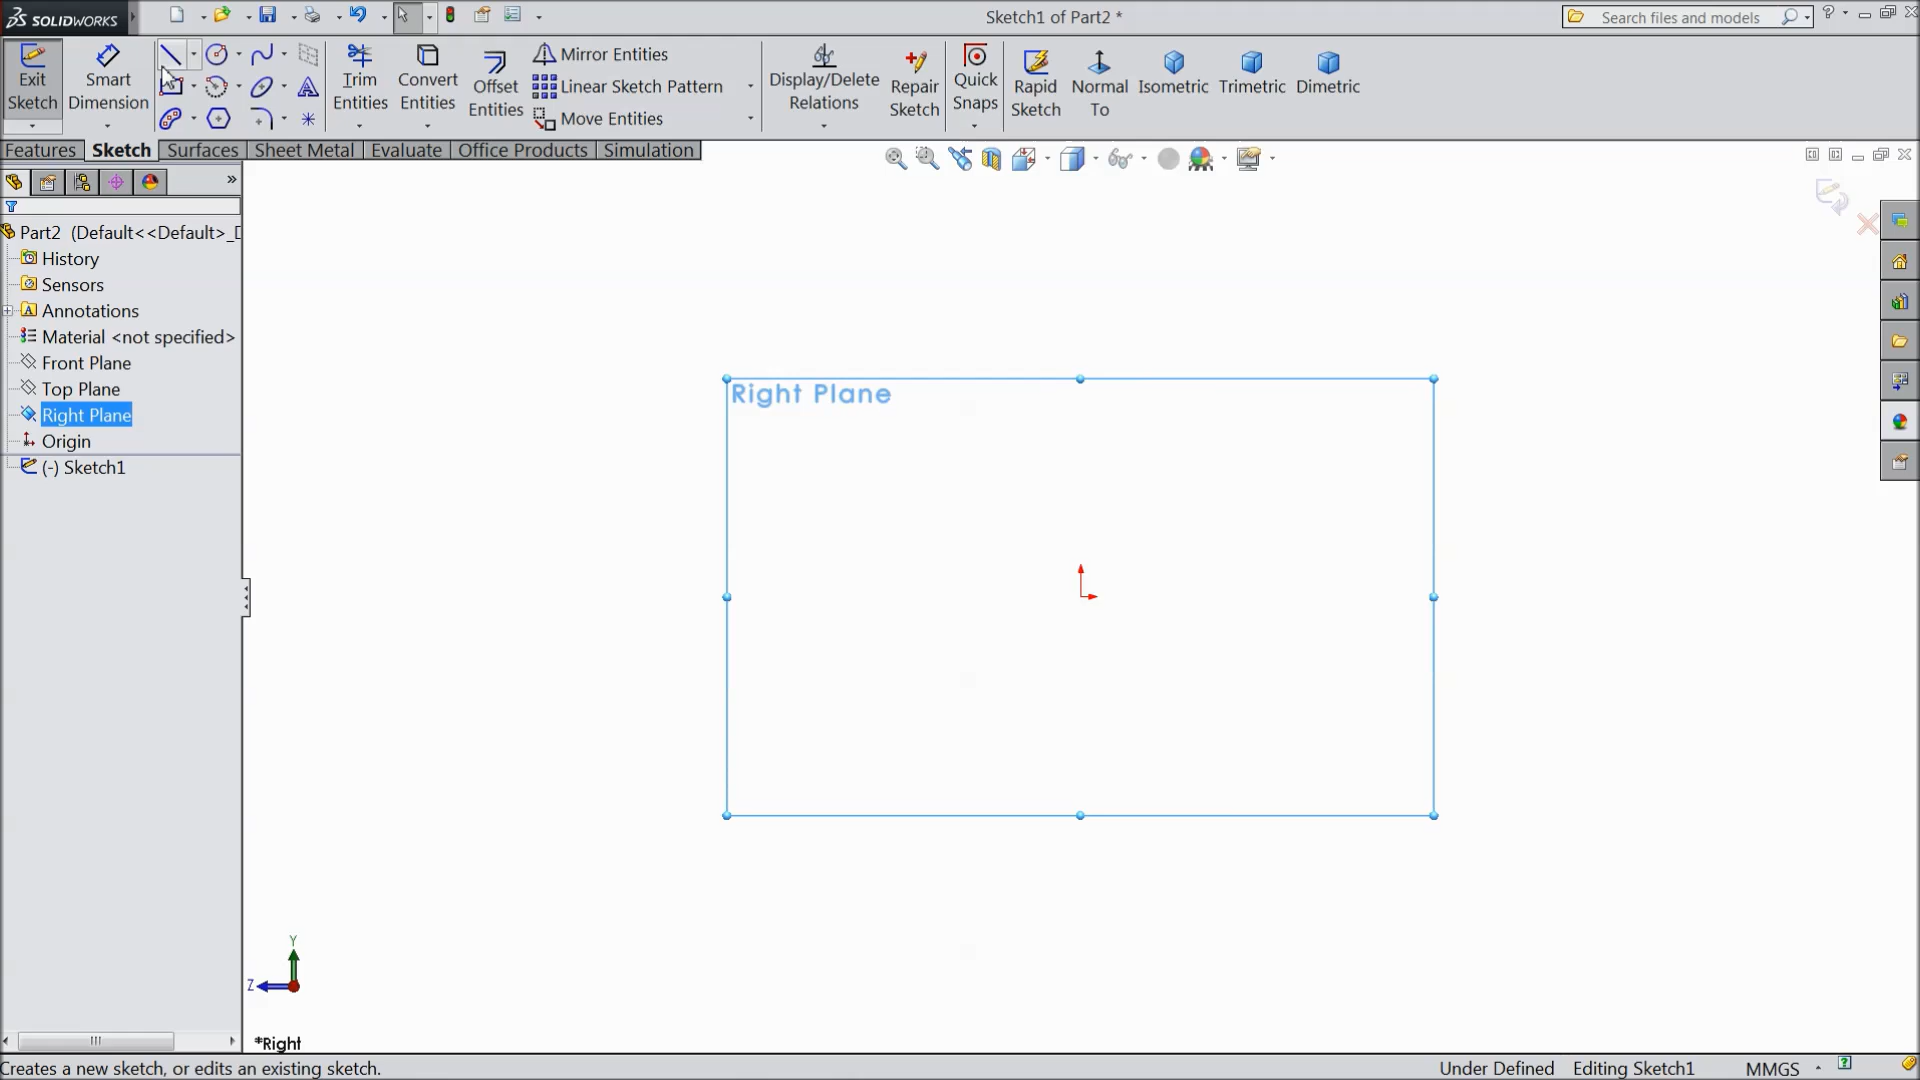 SOLIDWORKS
Sketch1 of Part2 *
Search files and models
Exit Sketch
Smart Dimension
Trim Entities
Convert Entities
Offset Entities
Mirror Entities
Linear Sketch Pattern
Move Entities
Display/Delete Relations
Repair Sketch
Quick Snaps
Rapid Sketch
Normal To
Isometric
Trimetric
Dimetric
Features
Sketch
Surfaces
Sheet Metal
Evaluate
Office Products
Simulation
Part2 (Default<<Default>_D
History
Sensors
Annotations
Material <not specified>
Front Plane
Top Plane
Right Plane
Origin
(-) Sketch1
Right Plane
Y
Z
*Right
Creates a new sketch, or edits an existing sketch.
Under Defined
Editing Sketch1
MMGS